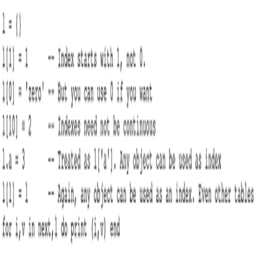 l = {}
l[1] = 1 -- Index starts with 1, not 0.
l[0] = 'zero' -- But you can use 0 if you want
l[10] = 2 -- Indexes need not be continuous
l.a = 3 -- Treated as l['a']. Any object can be used as index
l[l] = 1 -- Again, any object can be used as an index. Even other tables
for i,v in next,l do print (i,v) end